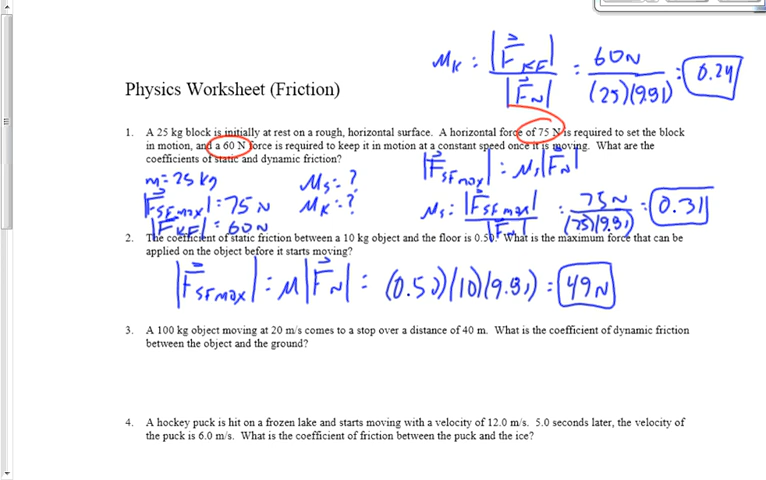 μK = |F KF| / |F N| = 60N / (25)(9.81) = 0.24
Physics Worksheet (Friction)
1. A 25 kg block is initially at rest on a rough, horizontal surface. A horizontal force of 75 N is required to set the block
in motion, and a 60 N force is required to keep it in motion at a constant speed once it is moving. What are the
coefficients of static and dynamic friction?
|F SFmax| = μs |F N|
m = 25 kg μs = ?
|F SFmax| = 75 N μK = ? μs = |F SFmax| / |F N| = 75N / (25)(9.81) = 0.31
|F KF| = 60N
2. The coefficient of static friction between a 10 kg object and the floor is 0.50. What is the maximum force that can be
applied on the object before it starts moving?
|F SFmax| = μ|F N| = (0.50)(10)(9.81) = 49N
3. A 100 kg object moving at 20 m/s comes to a stop over a distance of 40 m. What is the coefficient of dynamic friction
between the object and the ground?
4. A hockey puck is hit on a frozen lake and starts moving with a velocity of 12.0 m/s. 5.0 seconds later, the velocity of
the puck is 6.0 m/s. What is the coefficient of friction between the puck and the ice?